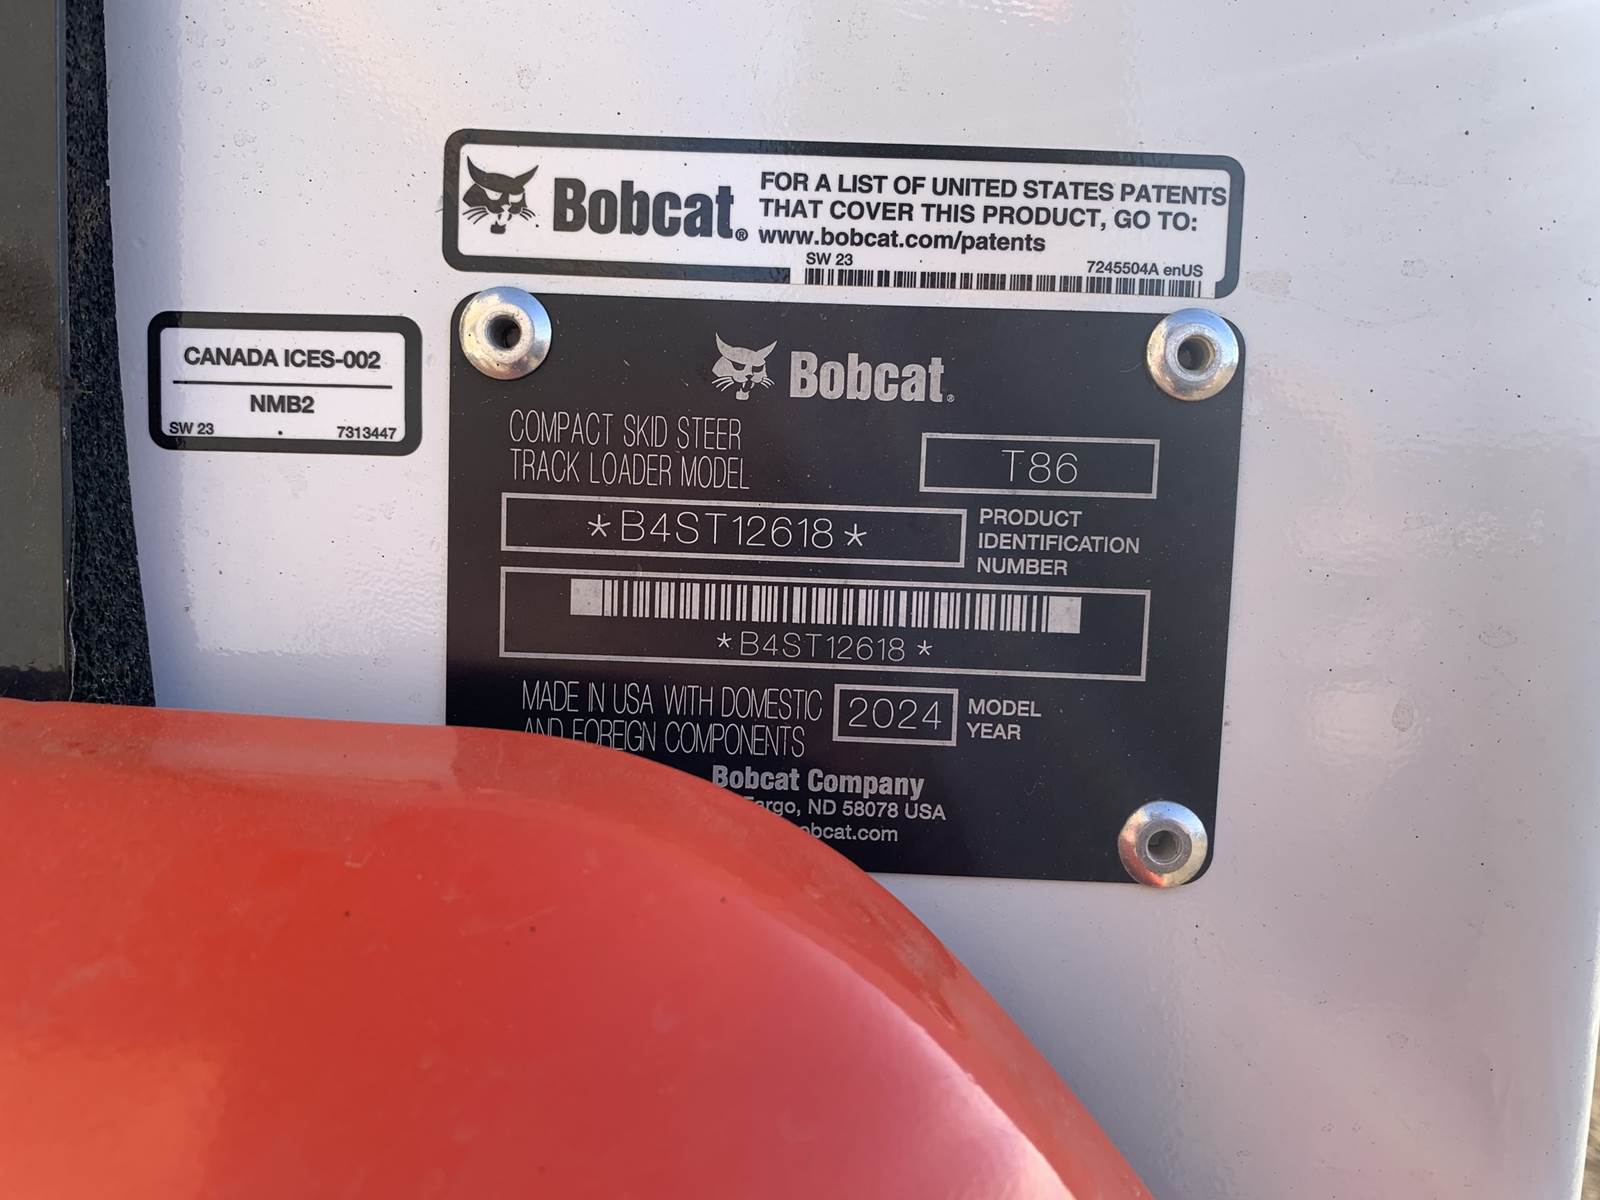 Bobcat®
FOR A LIST OF UNITED STATES PATENTS
THAT COVER THIS PRODUCT, GO TO:
www.bobcat.com/patents
SW 23
7245504A enUS
CANADA ICES-002
NMB2
SW 23
7313447
Bobcat®
COMPACT SKID STEER
TRACK LOADER MODEL
T86
*B4ST12618*
PRODUCT
IDENTIFICATION
NUMBER
*B4ST12618*
MADE IN USA WITH DOMESTIC
AND FOREIGN COMPONENTS
2024
MODEL
YEAR
Bobcat Company
Fargo, ND 58078 USA